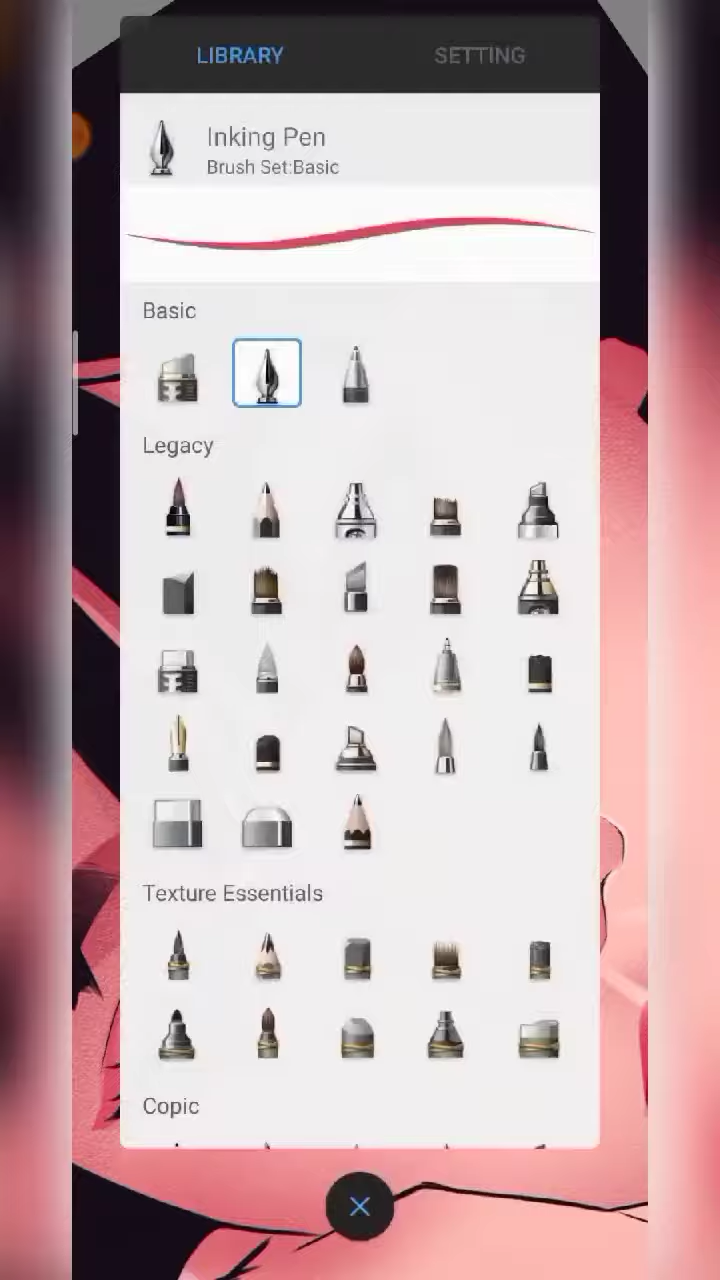 LIBRARY
SETTING
Inking Pen
Brush Set:Basic
Basic
Legacy
Texture Essentials
Copic